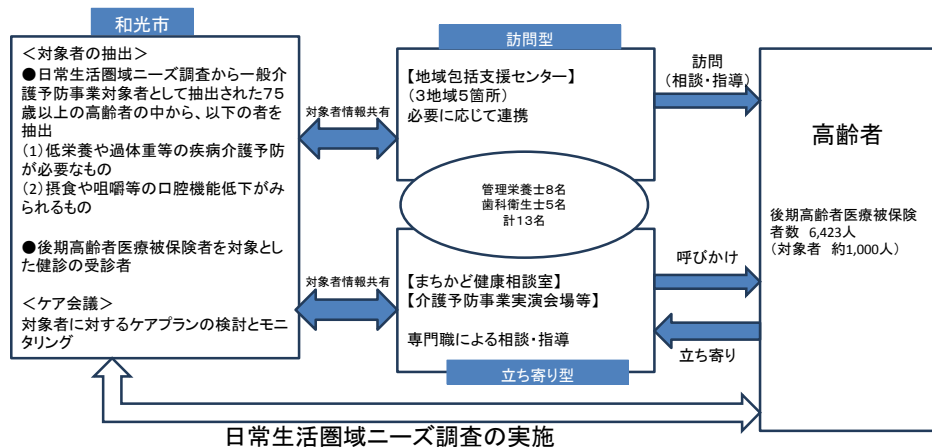 和光市
＜対象者の抽出＞
●日常生活圏域ニーズ調査から一般介
護予防事業対象者として抽出された７５
歳以上の高齢者の中から、以下の者を
抽出
（１）低栄養や過体重等の疾病介護予防
が必要なもの
（２）摂食や咀嚼等の口腔機能低下がみ
られるもの
●後期高齢者医療被保険者を対象とし
た健診の受診者
＜ケア会議＞
対象者に対するケアプランの検討とモニ
タリング
対象者情報共有
対象者情報共有
訪問型
【地域包括支援センター】
（３地域５箇所）
必要に応じて連携
管理栄養士８名
歯科衛生士５名
計１３名
【まちかど健康相談室】
【介護予防事業実演会場等】
専門職による相談・指導
立ち寄り型
訪問
（相談・指導）
呼びかけ
立ち寄り
高齢者
後期高齢者医療被保険
者数 6,423人
（対象者 約1,000人）
日常生活圏域ニーズ調査の実施